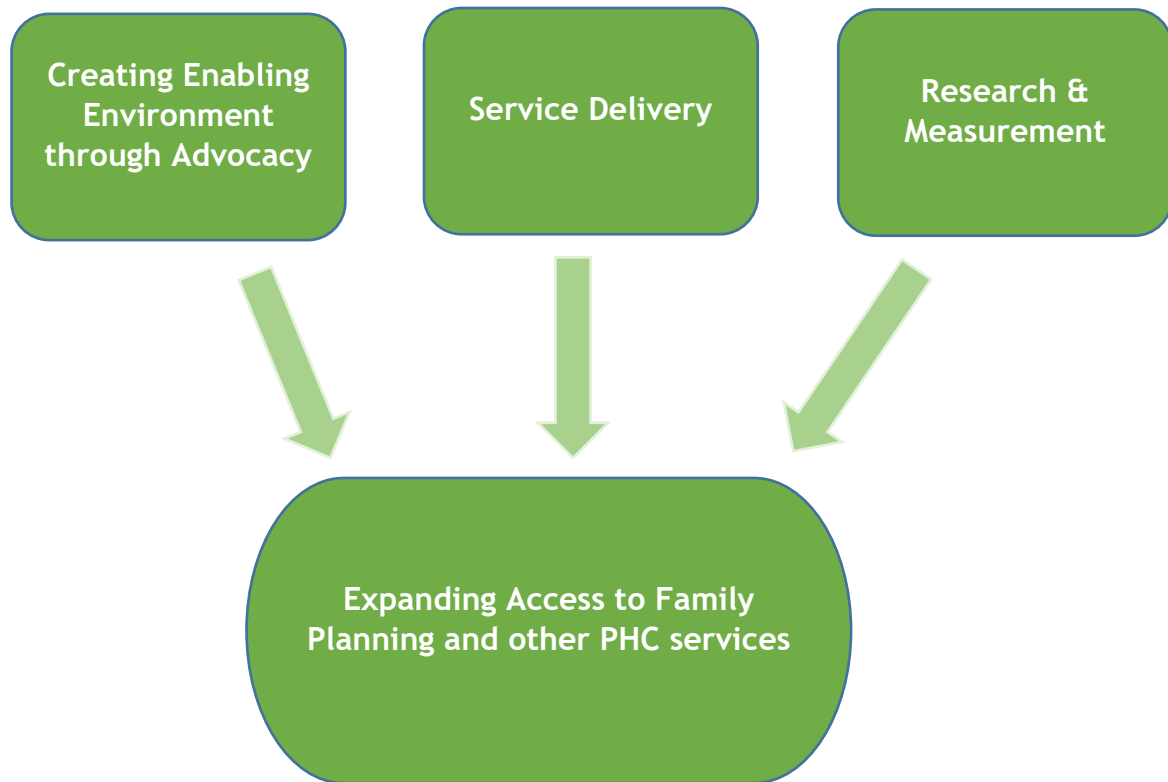 Creating Enabling
Environment
through Advocacy
Service Delivery
Research &
Measurement
Expanding Access to Family
Planning and other PHC services